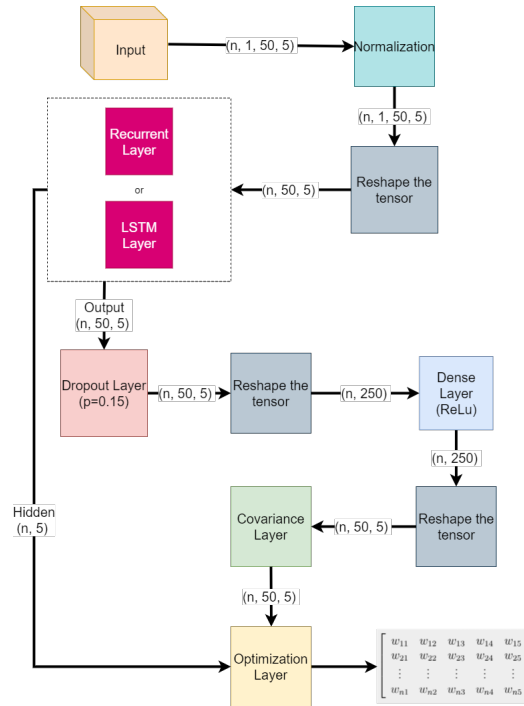 Input
(n, 1, 50, 5)
Normalization
(n, 1, 50, 5)
Reshape the
tensor
(n, 50, 5)
Recurrent
Layer
or
LSTM
Layer
Output
(n, 50, 5)
Dropout Layer
(p=0.15)
(n, 50, 5)
Reshape the
tensor
(n, 250)
Dense
Layer
(ReLu)
(n, 250)
Reshape the
tensor
(n, 50, 5)
Covariance
Layer
(n, 50, 5)
Hidden
(n, 5)
Optimization
Layer
w11 w12 w13 w14 w15
w21 w22 w23 w24 w25
⋮ ⋮ ⋮ ⋮ ⋮
wn1 wn2 wn3 wn4 wn5